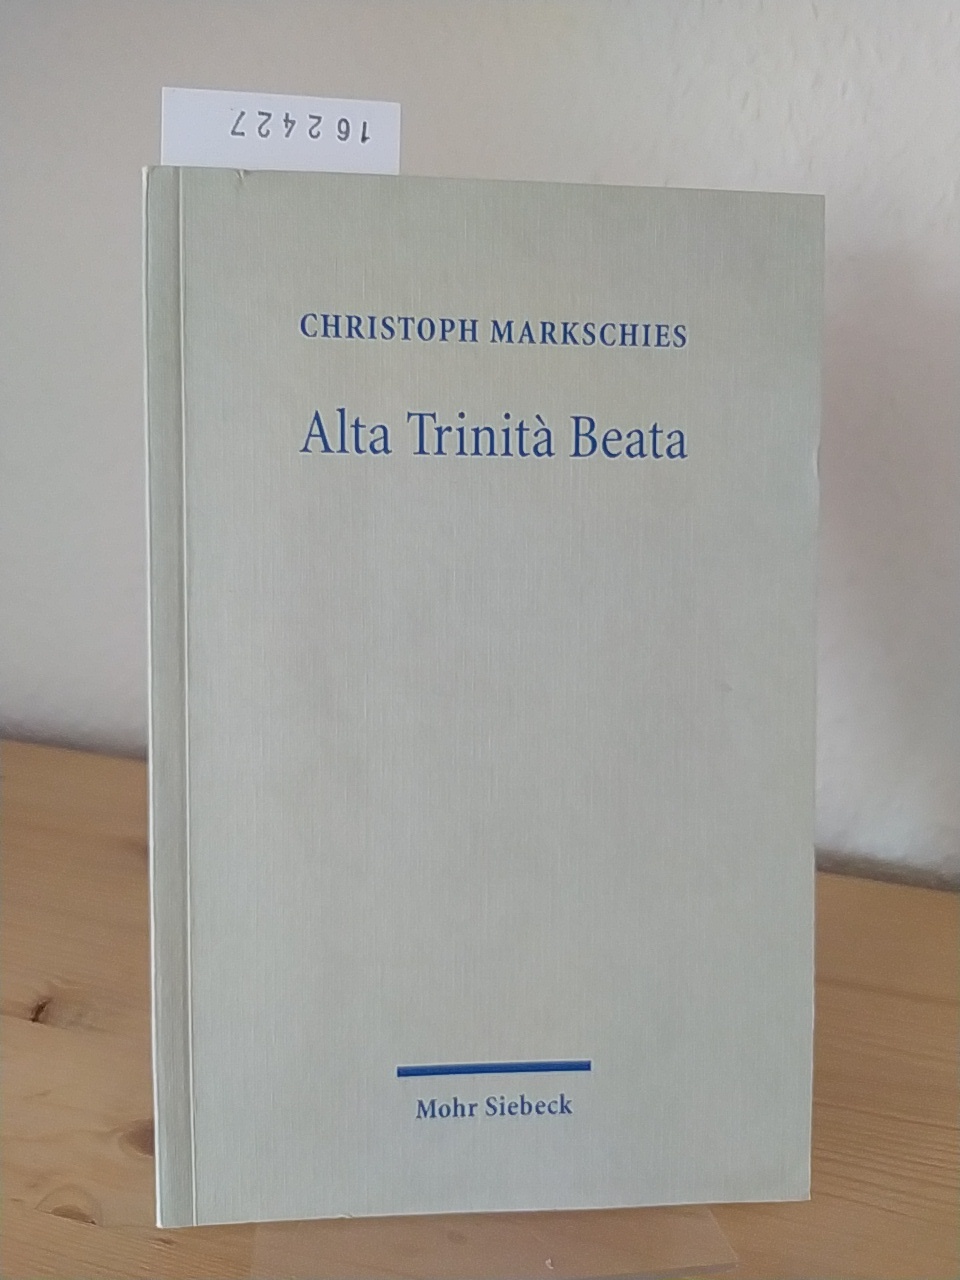 162427
CHRISTOPH MARKSCHIES
Alta Trinità Beata
Mohr Siebeck